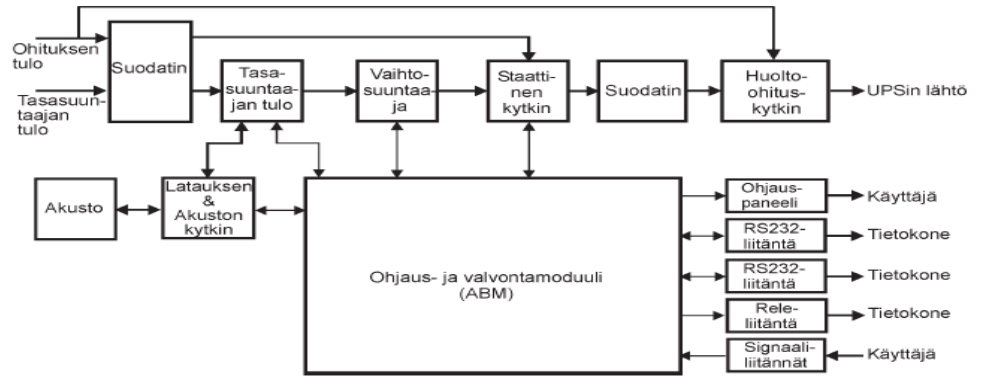 Ohituksen
tulo
Tasasuun-
taajan
tulo
Suodatin
Tasa-
suuntaa-
jan tulo
Vaihto-
suuntaa-
ja
Staatti-
nen
kytkin
Suodatin
Huolto-
ohitus-
kytkin
UPSin lähtö
Akusto
Latauksen
&
Akuston
kytkin
Ohjaus- ja valvontamoduuli
(ABM)
Ohjaus-
paneeli
Käyttäjä
RS232-
liitäntä
Tietokone
RS232-
liitäntä
Tietokone
Rele-
liitäntä
Tietokone
Signaali-
liitännät
Käyttäjä